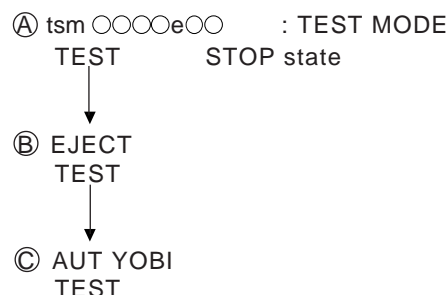 Ⓐ tsm ○○○○e○○ : TEST MODE
TEST STOP state
Ⓑ EJECT
TEST
Ⓒ AUT YOBI
TEST